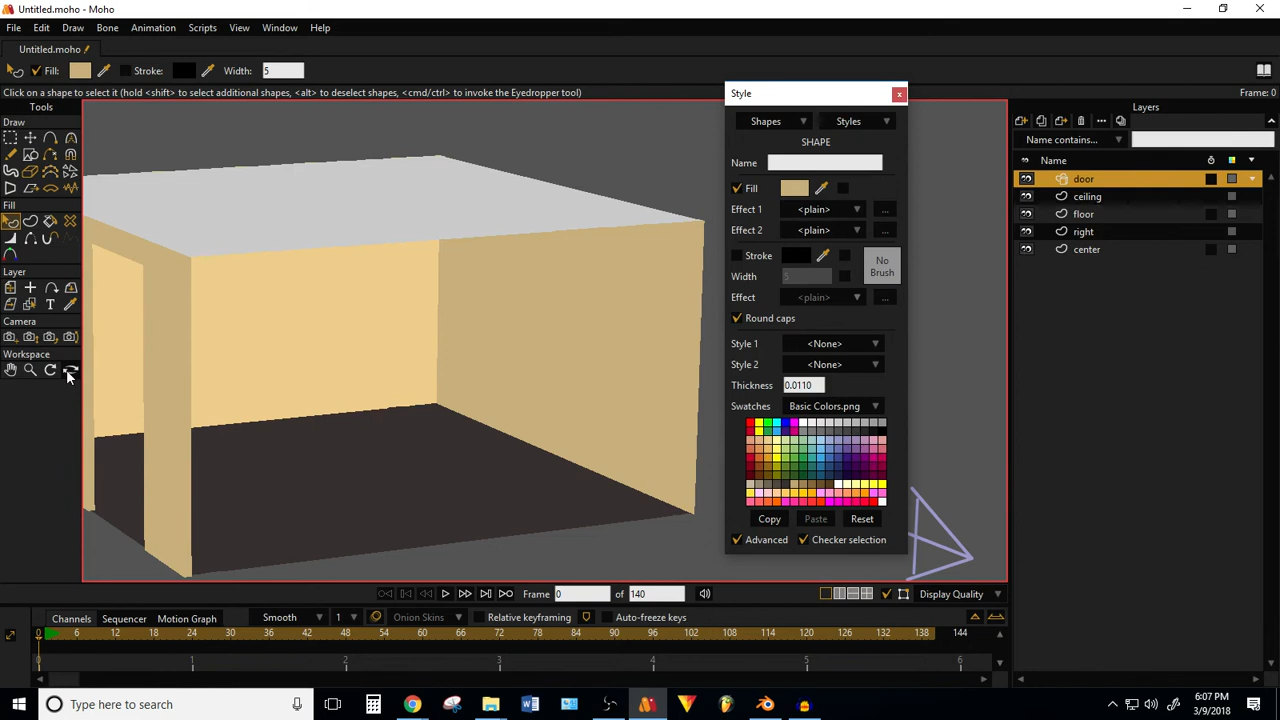 Untitled.moho - Moho
File Edit Draw Bone Animation Scripts View Window Help
Untitled.moho
Fill: Stroke: Width: 5
Click on a shape to select it (hold <shift> to select additional shapes, <alt> to deselect shapes, <cmd/ctrl> to invoke the Eyedropper tool) Frame: 0
Tools
Draw
Fill
Layer
Camera
Workspace
Style
Shapes Styles
SHAPE
Name
Fill
Effect 1 <plain> ...
Effect 2 <plain> ...
Stroke
Width 5
No Brush
Effect <plain> ...
Round caps
Style 1 <None>
Style 2 <None>
Thickness 0.0110
Swatches Basic Colors.png
Copy Paste Reset
Advanced Checker selection
Layers
Name contains...
Name
door
ceiling
floor
right
center
Frame 0 of 140 Display Quality
Channels Sequencer Motion Graph Smooth 1 Onion Skins Relative keyframing Auto-freeze keys
0 6 12 18 24 30 36 42 48 54 60 66 72 78 84 90 96 102 108 114 120 126 132 138 144
0 1 2 3 4 5 6
Type here to search
6:07 PM
3/9/2018